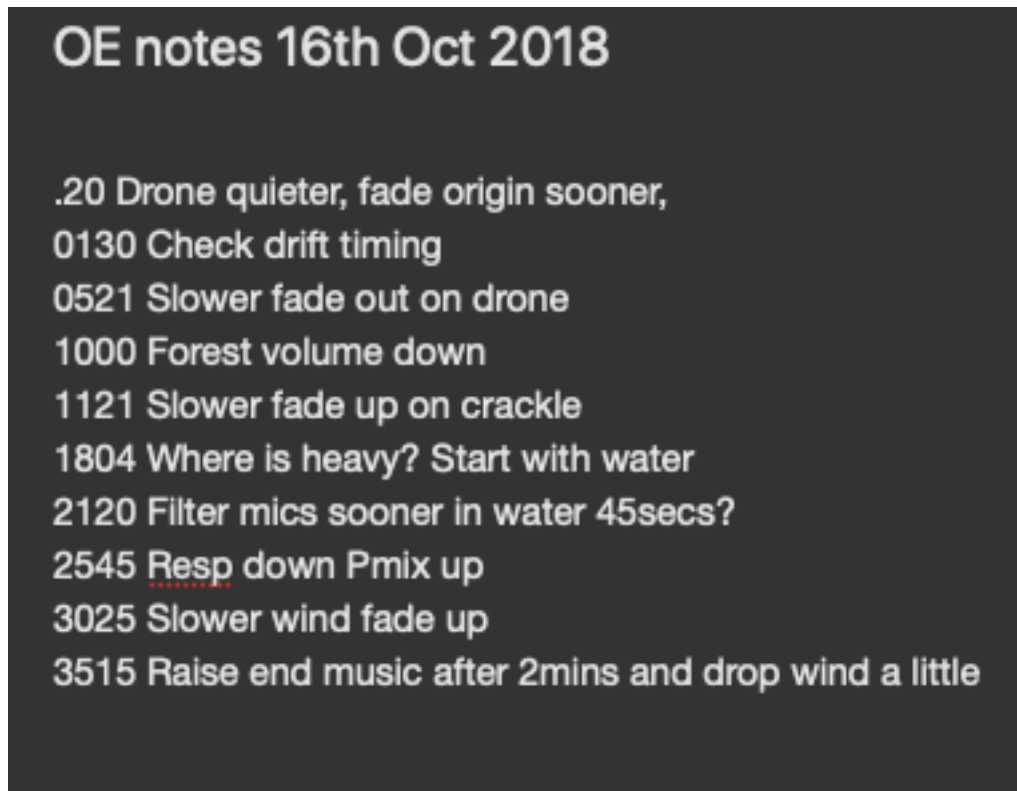 OE notes 16th Oct 2018
.20 Drone quieter, fade origin sooner,
0130 Check drift timing
0521 Slower fade out on drone
1000 Forest volume down
1121 Slower fade up on crackle
1804 Where is heavy? Start with water
2120 Filter mics sooner in water 45secs?
2545 Resp down Pmix up
3025 Slower wind fade up
3515 Raise end music after 2mins and drop wind a little